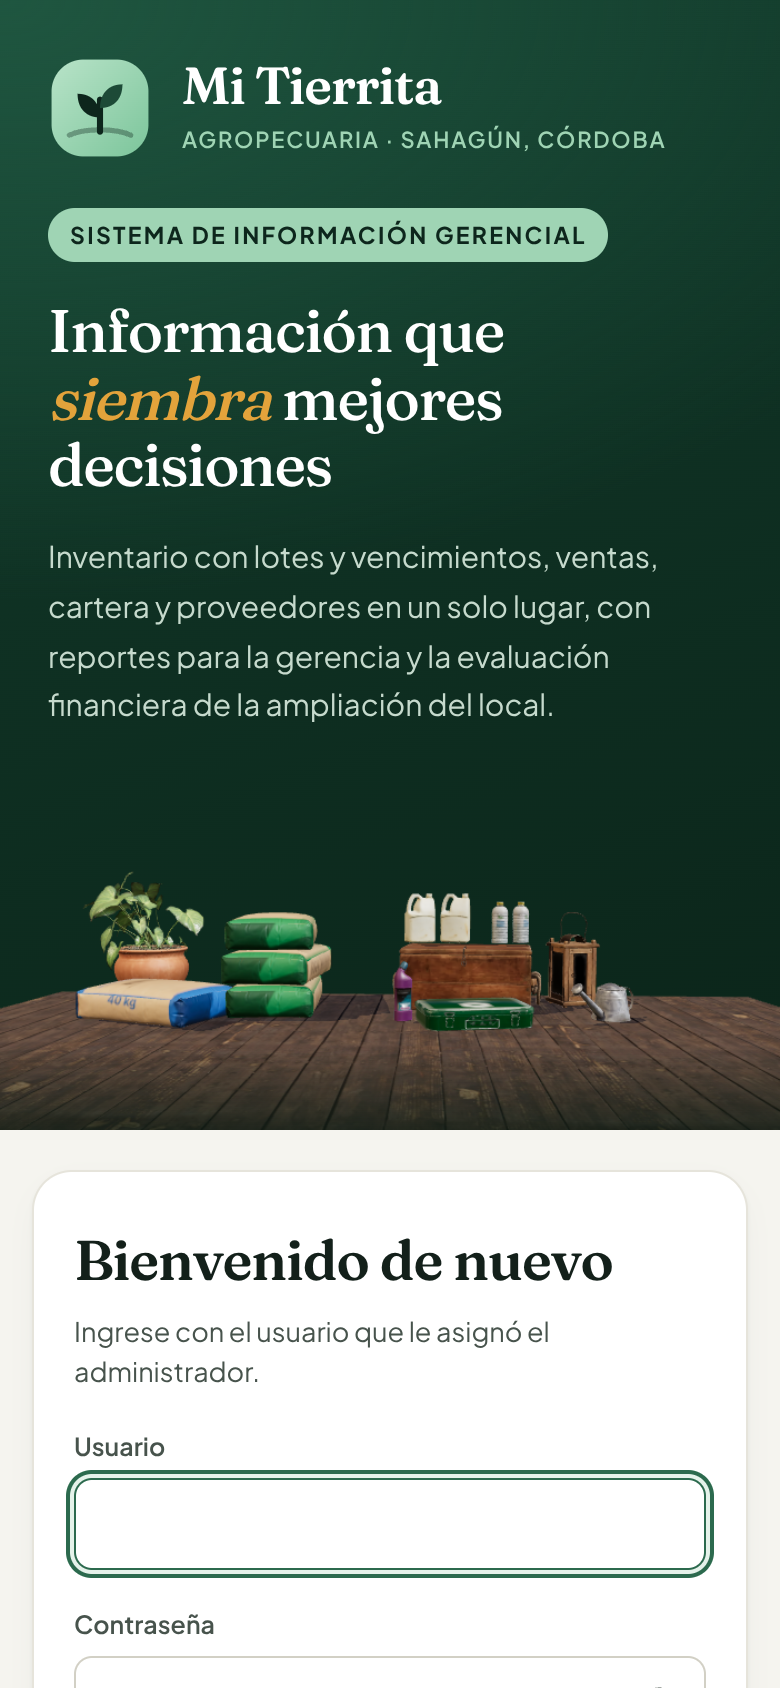 Mi Tierrita
AGROPECUARIA · SAHAGÚN, CÓRDOBA
SISTEMA DE INFORMACIÓN GERENCIAL
Información que
siembra mejores
decisiones
Inventario con lotes y vencimientos, ventas,
cartera y proveedores en un solo lugar, con
reportes para la gerencia y la evaluación
financiera de la ampliación del local.
40 kg
Bienvenido de nuevo
Ingrese con el usuario que le asignó el
administrador.
Usuario
Contraseña